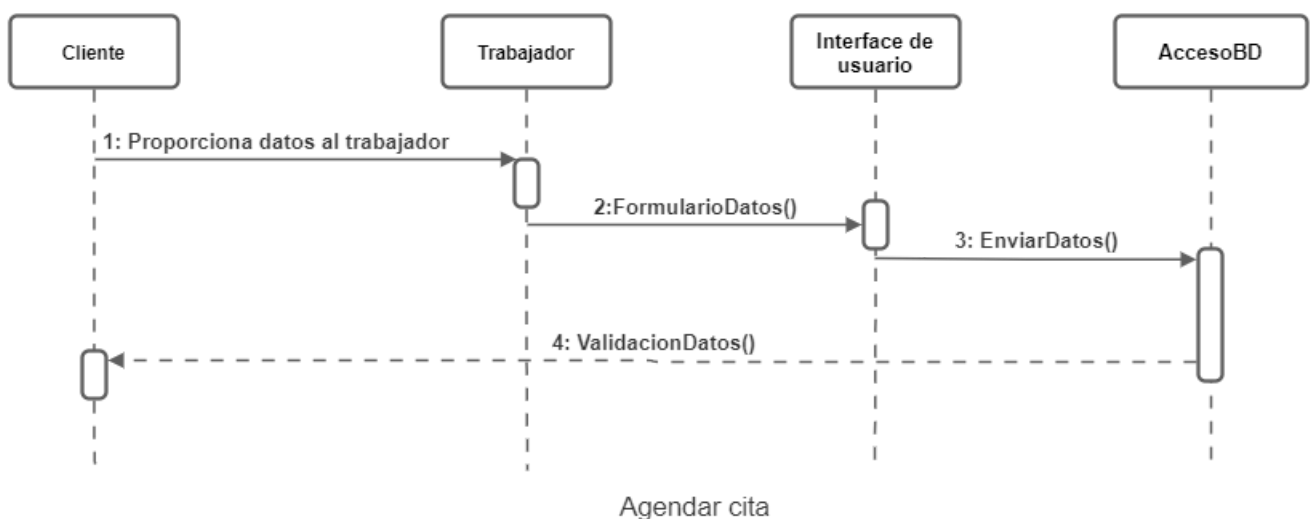 Cliente
Trabajador
Interface de
usuario
AccesoBD
1: Proporciona datos al trabajador
2:FormularioDatos()
3: EnviarDatos()
4: ValidacionDatos()
Agendar cita